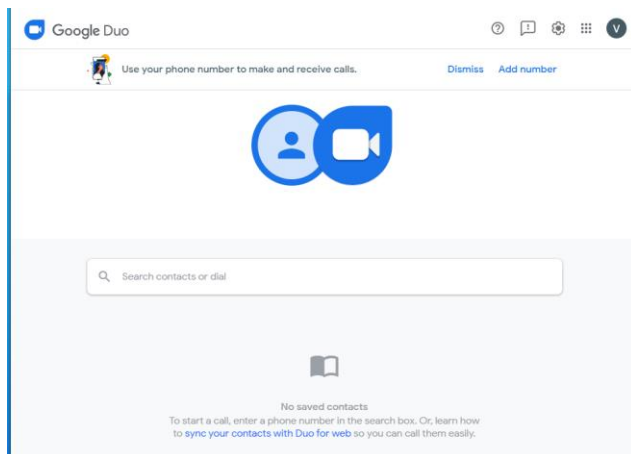 Google Duo
V
Use your phone number to make and receive calls.
Dismiss
Add number
Search contacts or dial
No saved contacts
To start a call, enter a phone number in the search box. Or, learn how
to sync your contacts with Duo for web so you can call them easily.